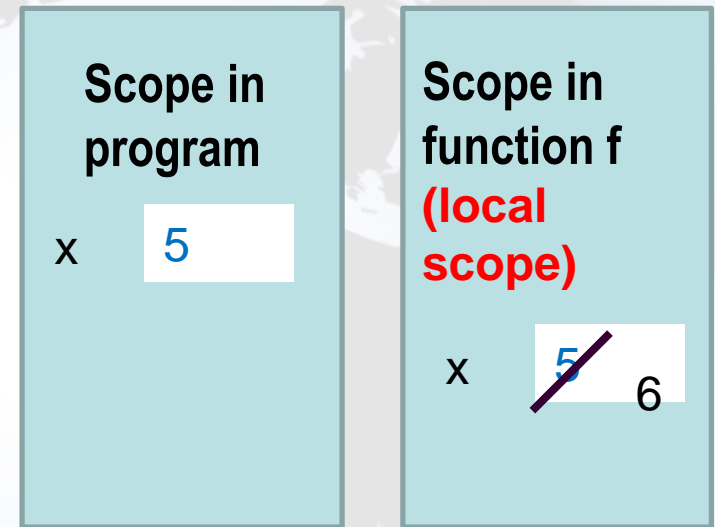 Scope in
program
x 5
Scope in
function f
(local
scope)
x 5 6